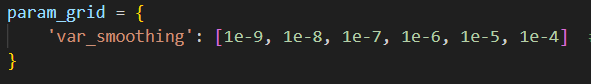 param_grid = {
    'var_smoothing': [1e-9, 1e-8, 1e-7, 1e-6, 1e-5, 1e-4]
}